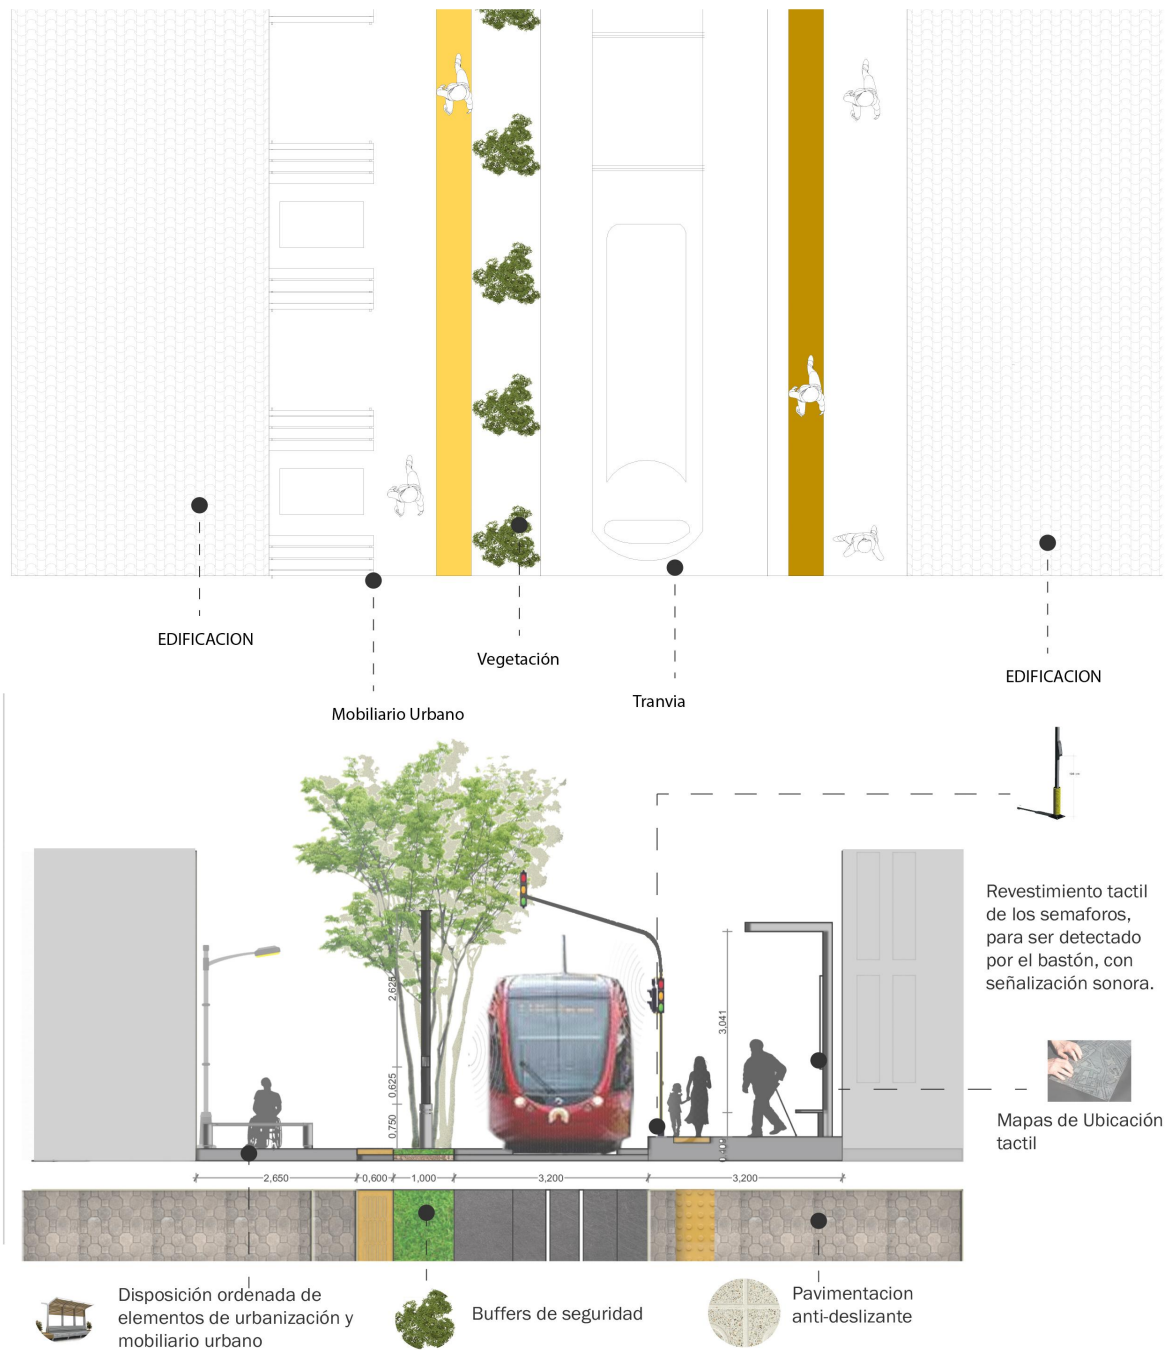 EDIFICACION
Vegetación
EDIFICACION
Tranvia
Mobiliario Urbano
Revestimiento tactil
de los semaforos,
para ser detectado
por el bastón, con
señalización sonora.
2,625
0,625
0,750
3,041
Mapas de Ubicación
tactil
2,650
0,600
1,000
3,200
3,200
Disposición ordenada de
elementos de urbanización y
mobiliario urbano
Buffers de seguridad
Pavimentacion
anti-deslizante